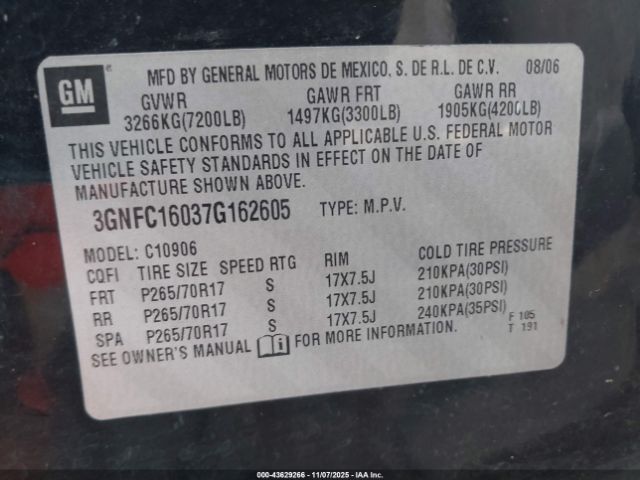 GM
MFD BY GENERAL MOTORS DE MEXICO, S. DE R.L. DE C.V. 08/06
GVWR GAWR FRT GAWR RR
3266KG(7200LB) 1497KG(3300LB) 1905KG(4200LB)
THIS VEHICLE CONFORMS TO ALL APPLICABLE U.S. FEDERAL MOTOR
VEHICLE SAFETY STANDARDS IN EFFECT ON THE DATE OF
MANUFACTURE SHOWN ABOVE.
3GNFC16037G162605 TYPE: M.P.V.
MODEL: C10906
CQFI TIRE SIZE SPEED RTG RIM COLD TIRE PRESSURE
FRT P265/70R17 S 17X7.5J 210KPA(30PSI)
RR P265/70R17 S 17X7.5J 210KPA(30PSI)
SPA P265/70R17 S 17X7.5J 240KPA(35PSI)
F 105
T 191
SEE OWNER'S MANUAL FOR MORE INFORMATION.
000-43629266 - 11/07/2025 - IAA Inc.